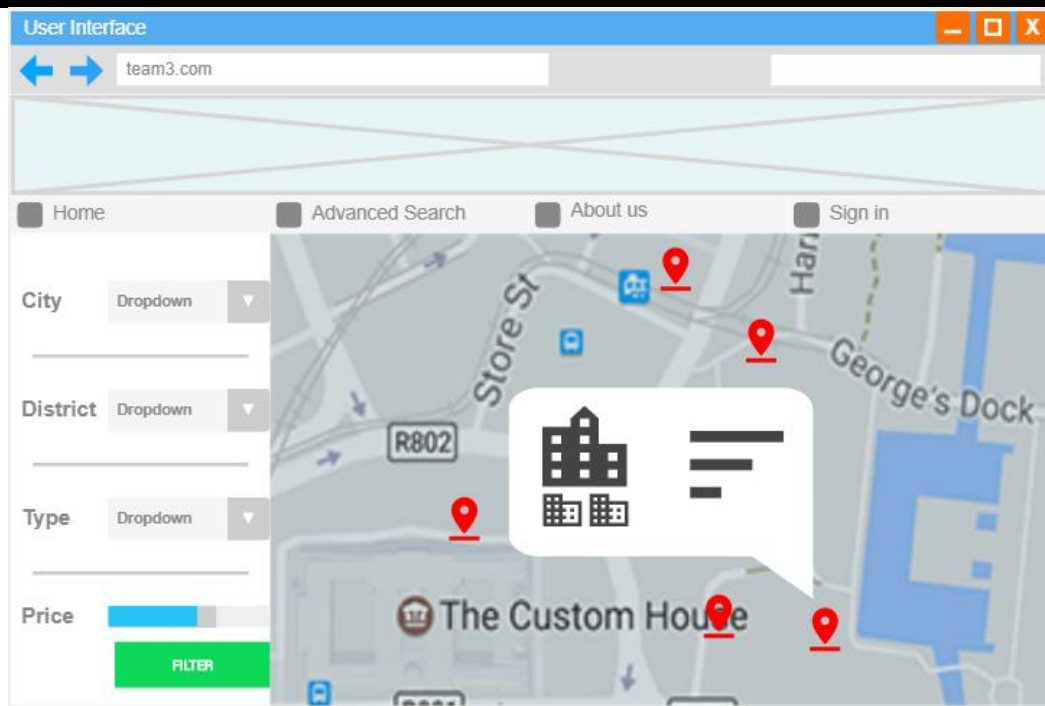 User Interface
X
team3.com
Home
Advanced Search
About us
Sign in
City
Dropdown
District
Dropdown
Type
Dropdown
Price
FILTER
Store St
George's Dock
R802
The Custom House